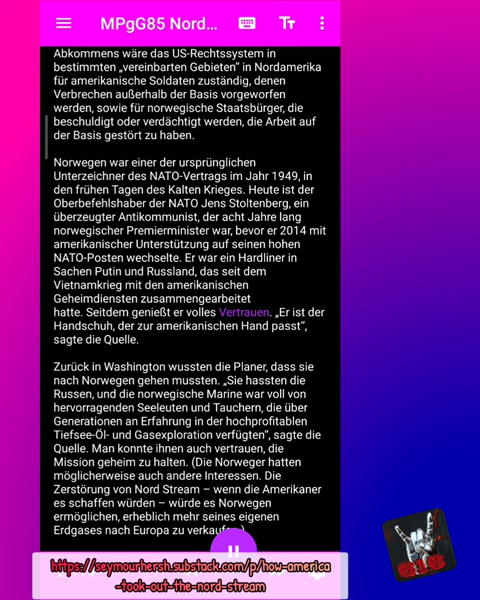 MPgG85 Nord…
Abkommens wäre das US-Rechtssystem in
bestimmten „vereinbarten Gebieten" in Nordamerika
für amerikanische Soldaten zuständig, denen
Verbrechen außerhalb der Basis vorgeworfen
werden, sowie für norwegische Staatsbürger, die
beschuldigt oder verdächtigt werden, die Arbeit auf
der Basis gestört zu haben.
Norwegen war einer der ursprünglichen
Unterzeichner des NATO-Vertrags im Jahr 1949, in
den frühen Tagen des Kalten Krieges. Heute ist der
Oberbefehlshaber der NATO Jens Stoltenberg, ein
überzeugter Antikommunist, der acht Jahre lang
norwegischer Premierminister war, bevor er 2014 mit
amerikanischer Unterstützung auf seinen hohen
NATO-Posten wechselte. Er war ein Hardliner in
Sachen Putin und Russland, das seit dem
Vietnamkrieg mit den amerikanischen
Geheimdiensten zusammengearbeitet
hatte. Seitdem genießt er volles Vertrauen. „Er ist der
Handschuh, der zur amerikanischen Hand passt",
sagte die Quelle.
Zurück in Washington wussten die Planer, dass sie
nach Norwegen gehen mussten. „Sie hassten die
Russen, und die norwegische Marine war voll von
hervorragenden Seeleuten und Tauchern, die über
Generationen an Erfahrung in der hochprofitablen
Tiefsee-Öl- und Gasexploration verfügten", sagte die
Quelle. Man konnte ihnen auch vertrauen, die
Mission geheim zu halten. (Die Norweger hatten
möglicherweise auch andere Interessen. Die
Zerstörung von Nord Stream – wenn die Amerikaner
es schaffen würden – würde es Norwegen
ermöglichen, erheblich mehr seines eigenen
Erdgases nach Europa zu verkaufen.)
https://seymourhersh.substack.com/p/how-america
-took-out-the-nord-stream
616